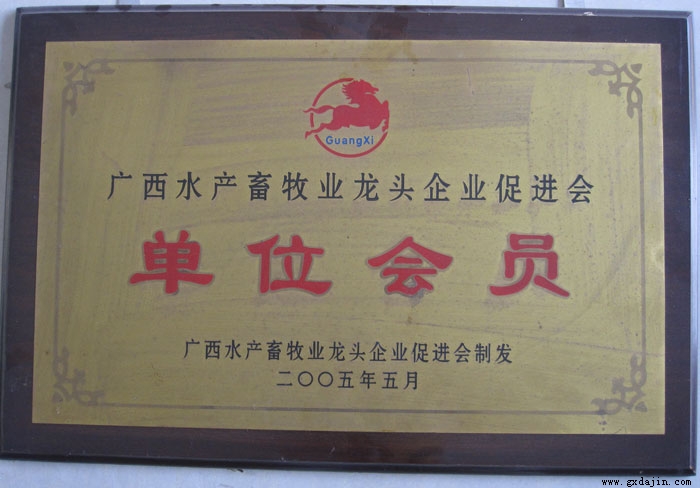 GuangXi
广西水产畜牧业龙头企业促进会
单位会员
广西水产畜牧业龙头企业促进会制发
二〇〇五年五月
www.gxdajin.com